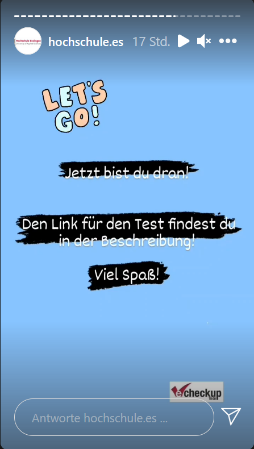 hochschule.es 17 Std.
LET'S
GO!
Jetzt bist du dran!
Den Link für den Test findest du
in der Beschreibung!
Viel Spaß!
checkup
Antworte hochschule.es ...